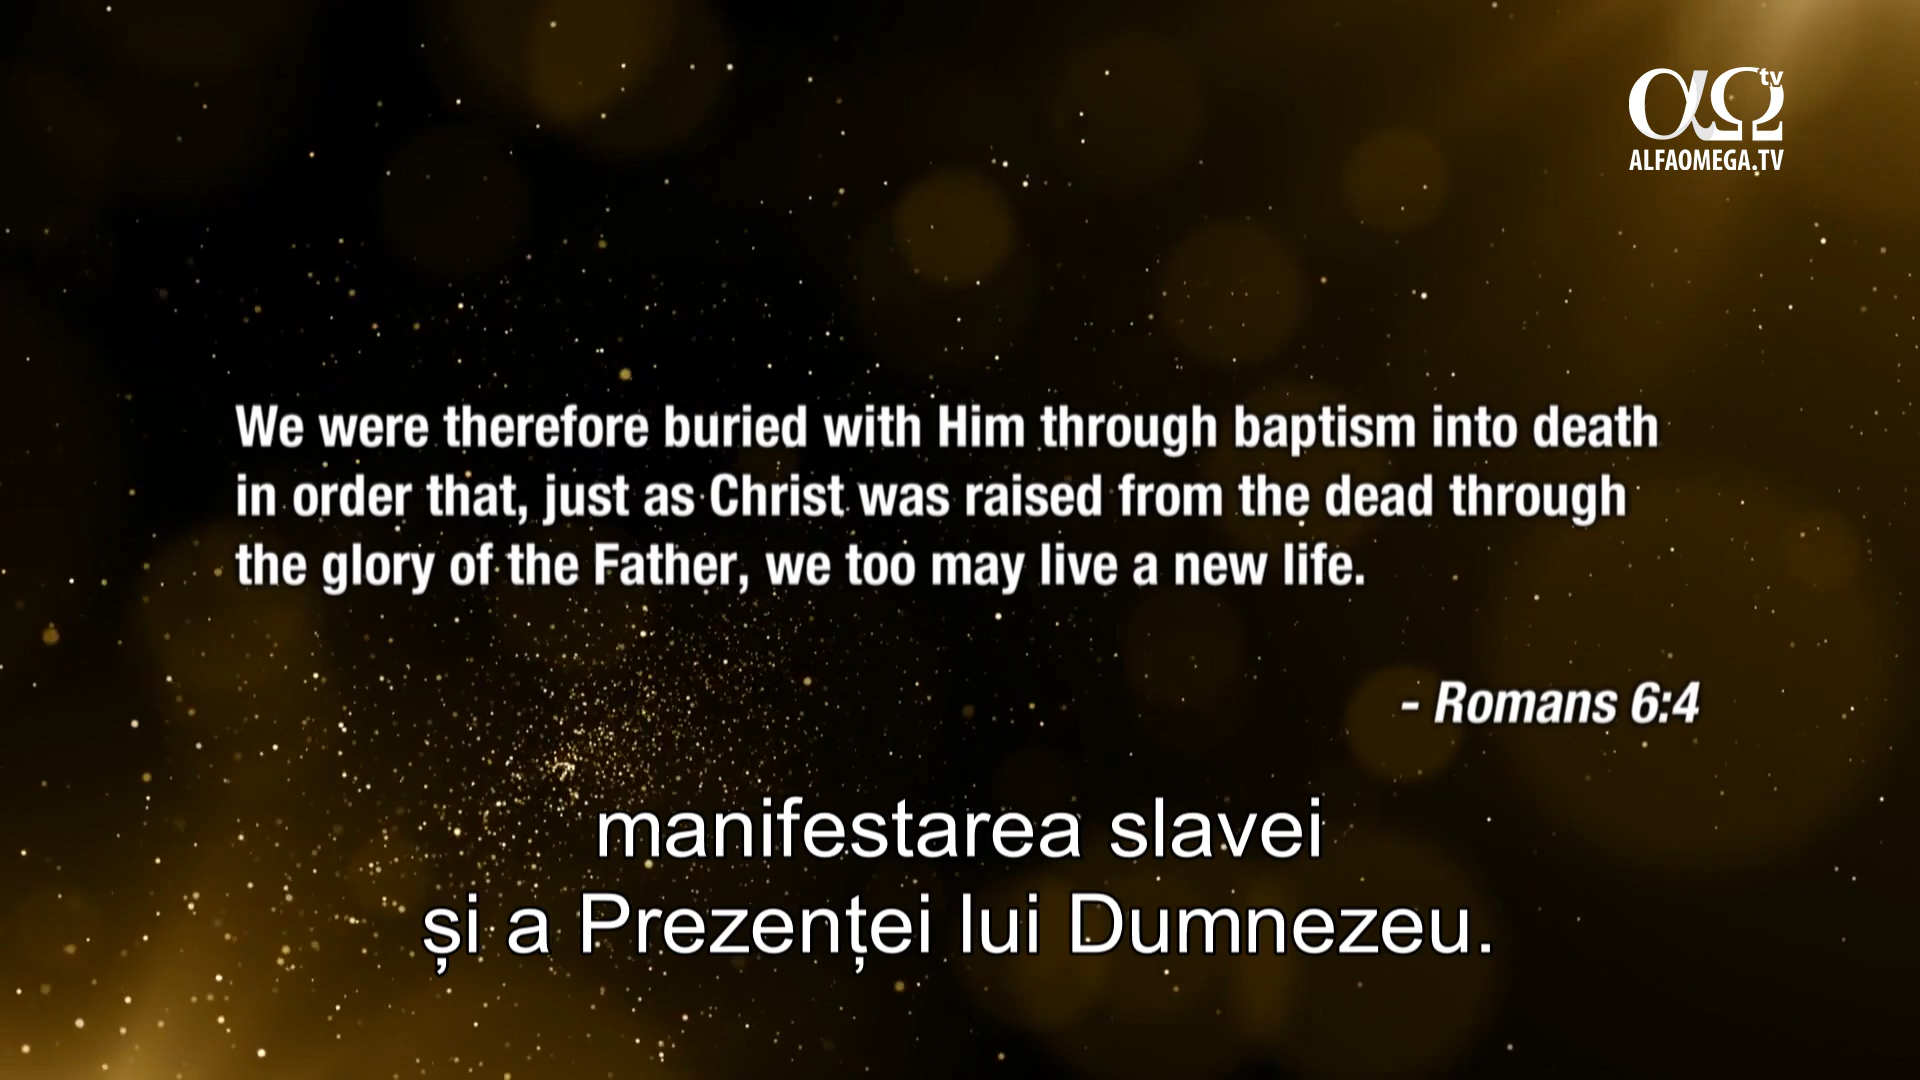 αΩ tv
ALFAOMEGA.TV
We were therefore buried with Him through baptism into death
in order that, just as Christ was raised from the dead through
the glory of the Father, we too may live a new life.
- Romans 6:4
manifestarea slavei
și a Prezenței lui Dumnezeu.